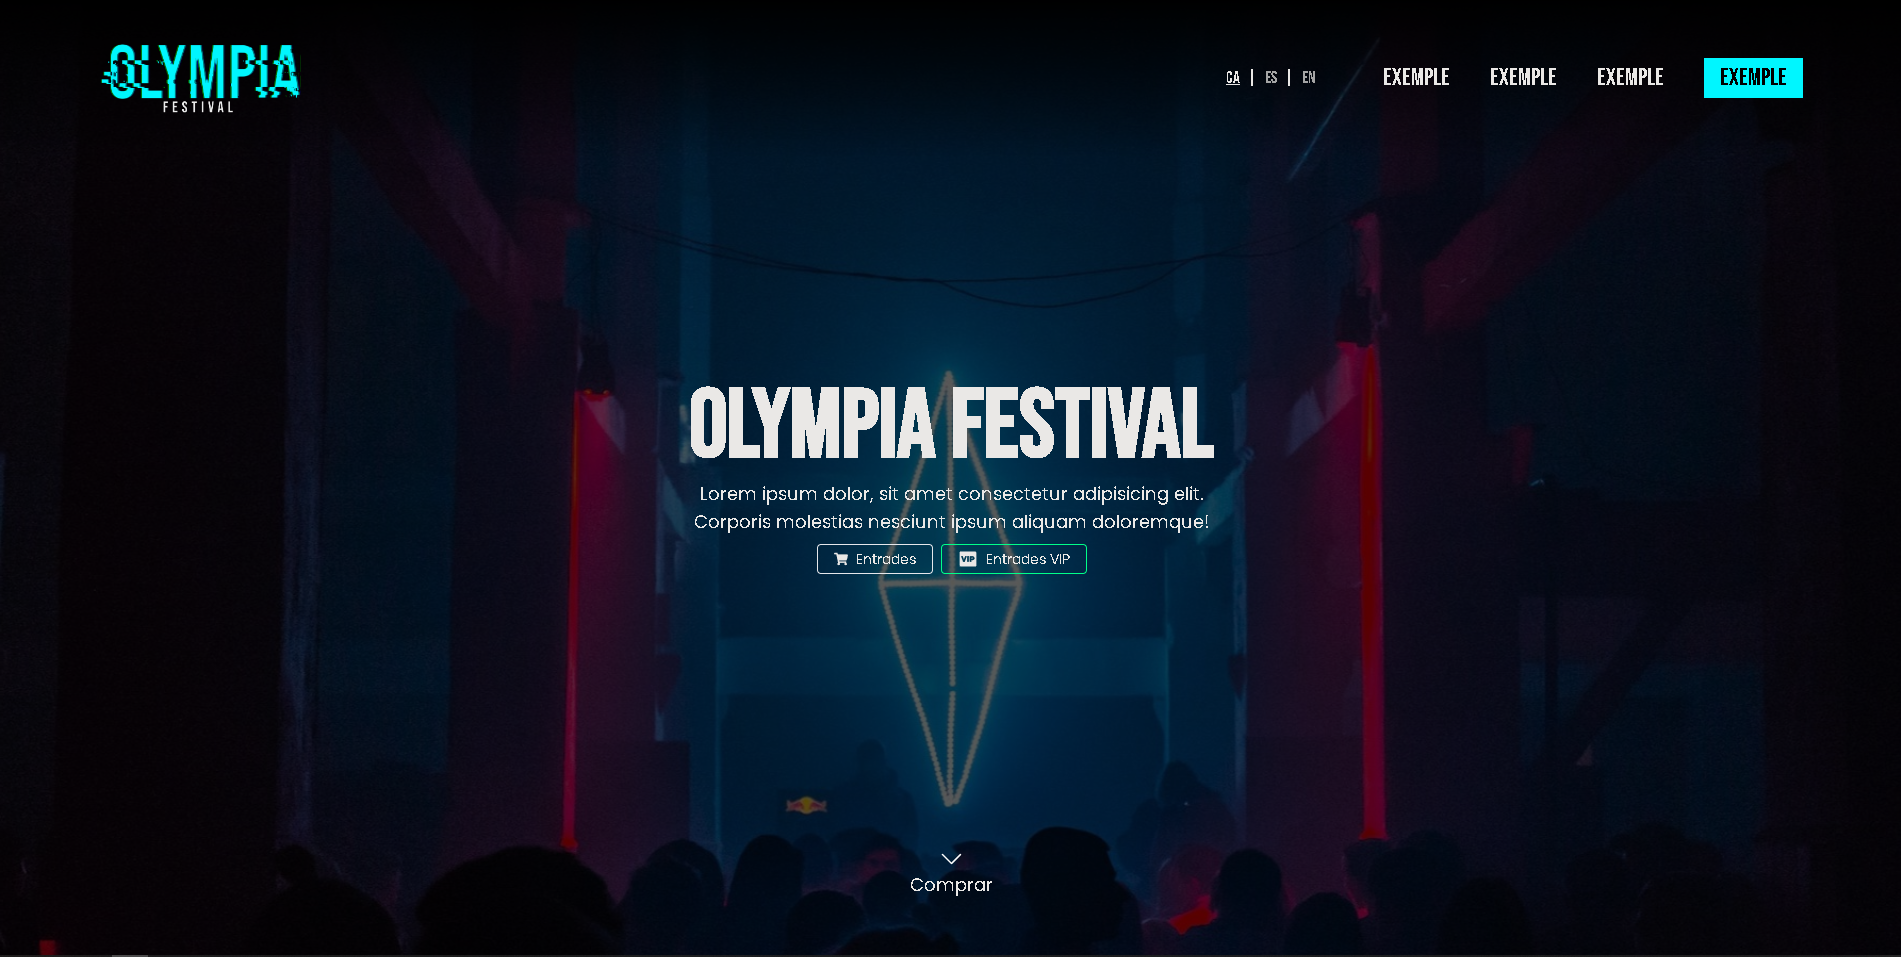 OLYMPIA
FESTIVAL
CA | ES | EN
EXEMPLE
EXEMPLE
EXEMPLE
EXEMPLE
OLYMPIA FESTIVAL
Lorem ipsum dolor, sit amet consectetur adipisicing elit.
Corporis molestias nesciunt ipsum aliquam doloremque!
Entrades
VIP Entrades VIP
Comprar